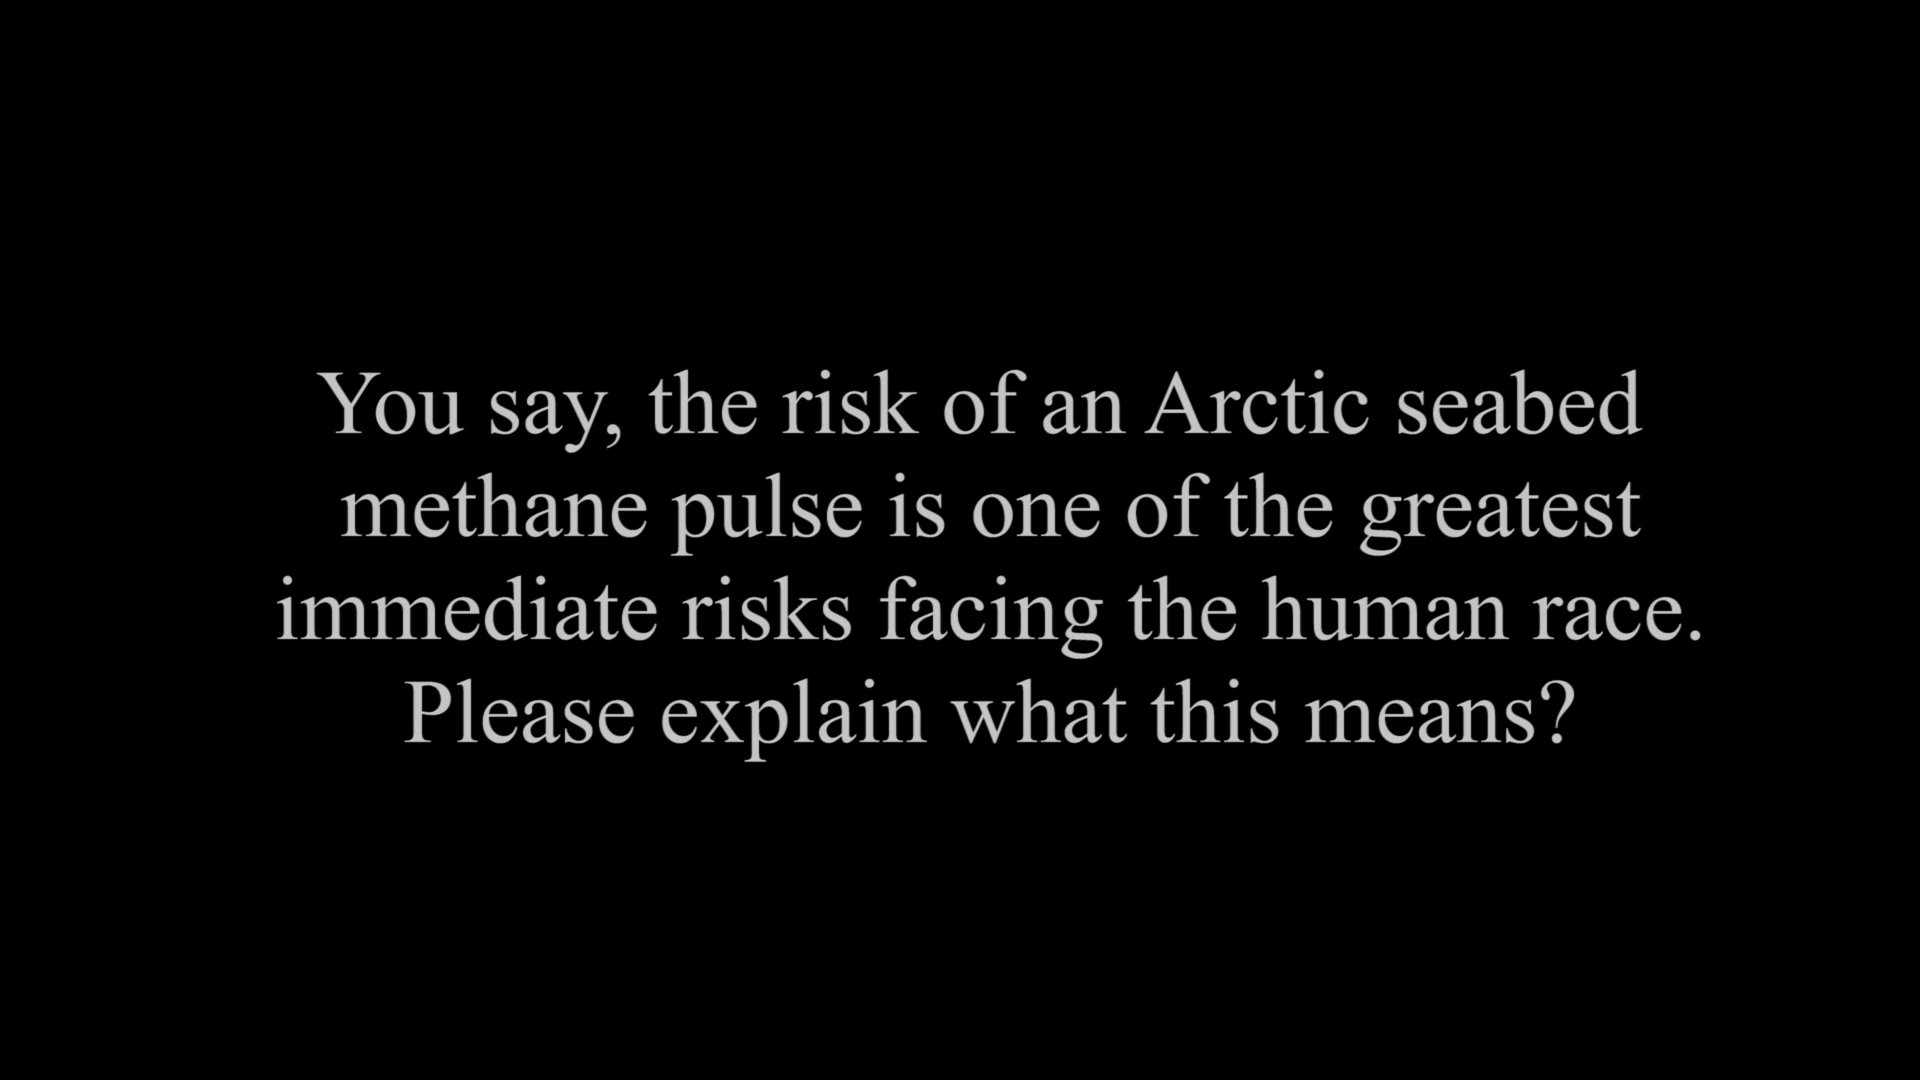 You say, the risk of an Arctic seabed
methane pulse is one of the greatest
immediate risks facing the human race.
Please explain what this means?